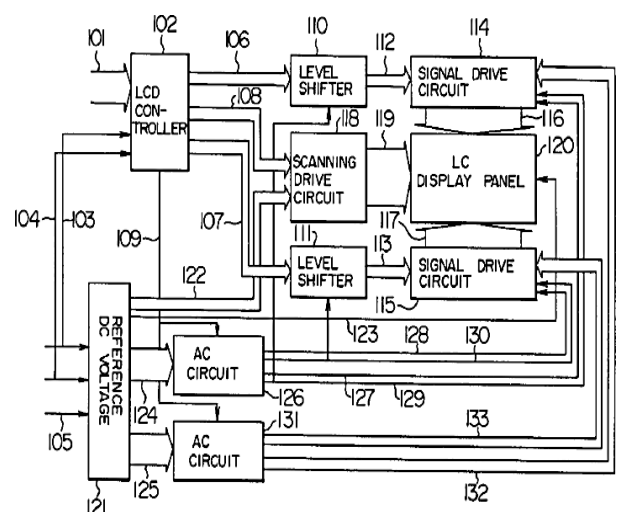 101
102
LCD
CON-
TROLLER
106
108
110
LEVEL
SHIFTER
112
114
SIGNAL DRIVE
CIRCUIT
116
118
SCANNING
DRIVE
CIRCUIT
119
120
LC
DISPLAY PANEL
104
103
109
107
111
LEVEL
SHIFTER
113
117
SIGNAL DRIVE
CIRCUIT
115
122
123
128
130
REFERENCE
DC VOLTAGE
124
AC
CIRCUIT
126
127
129
105
131
AC
CIRCUIT
133
121
125
132